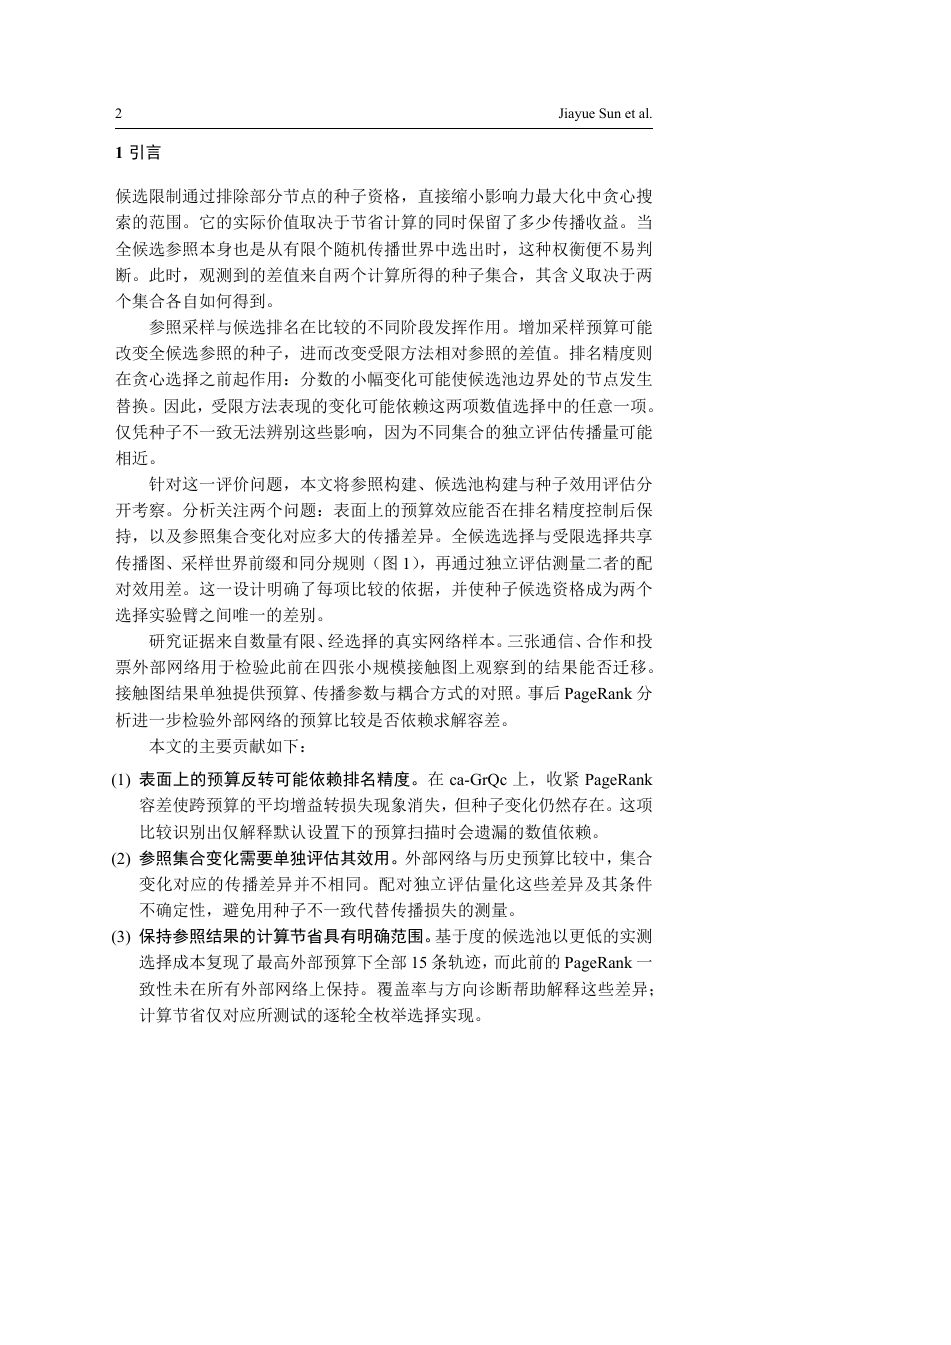 2
Jiayue Sun et al.
1 引言
候选限制通过排除部分节点的种子资格，直接缩小影响力最大化中贪心搜
索的范围。它的实际价值取决于节省计算的同时保留了多少传播收益。当
全候选参照本身也是从有限个随机传播世界中选出时，这种权衡便不易判
断。此时，观测到的差值来自两个计算所得的种子集合，其含义取决于两
个集合各自如何得到。
参照采样与候选排名在比较的不同阶段发挥作用。增加采样预算可能
改变全候选参照的种子，进而改变受限方法相对参照的差值。排名精度则
在贪心选择之前起作用：分数的小幅变化可能使候选池边界处的节点发生
替换。因此，受限方法表现的变化可能依赖这两项数值选择中的任意一项。
仅凭种子不一致无法辨别这些影响，因为不同集合的独立评估传播量可能
相近。
针对这一评价问题，本文将参照构建、候选池构建与种子效用评估分
开考察。分析关注两个问题：表面上的预算效应能否在排名精度控制后保
持，以及参照集合变化对应多大的传播差异。全候选选择与受限选择共享
传播图、采样世界前缀和同分规则（图 1），再通过独立评估测量二者的配
对效用差。这一设计明确了每项比较的依据，并使种子候选资格成为两个
选择实验臂之间唯一的差别。
研究证据来自数量有限、经选择的真实网络样本。三张通信、合作和投
票外部网络用于检验此前在四张小规模接触图上观察到的结果能否迁移。
接触图结果单独提供预算、传播参数与耦合方式的对照。事后 PageRank 分
析进一步检验外部网络的预算比较是否依赖求解容差。
本文的主要贡献如下：
(1) 表面上的预算反转可能依赖排名精度。在 ca-GrQc 上，收紧 PageRank
容差使跨预算的平均增益转损失现象消失，但种子变化仍然存在。这项
比较识别出仅解释默认设置下的预算扫描时会遗漏的数值依赖。
(2) 参照集合变化需要单独评估其效用。外部网络与历史预算比较中，集合
变化对应的传播差异并不相同。配对独立评估量化这些差异及其条件
不确定性，避免用种子不一致代替传播损失的测量。
(3) 保持参照结果的计算节省具有明确范围。基于度的候选池以更低的实测
选择成本复现了最高外部预算下全部 15 条轨迹，而此前的 PageRank 一
致性未在所有外部网络上保持。覆盖率与方向诊断帮助解释这些差异；
计算节省仅对应所测试的逐轮全枚举选择实现。